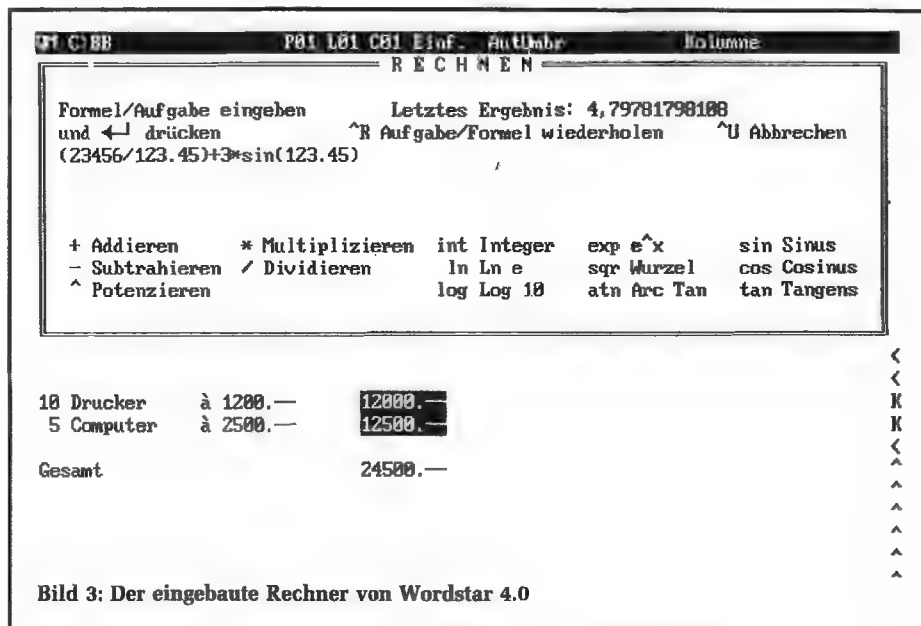 C:BB P01 L01 C01 Einf. AutUmbr Kolumne
RECHNEN
Formel/Aufgabe eingeben Letztes Ergebnis: 4,79781798108
und ◄┘ drücken ^R Aufgabe/Formel wiederholen ^U Abbrechen
(23456/123.45)+3*sin(123.45)
+ Addieren * Multiplizieren int Integer exp e^x sin Sinus
- Subtrahieren / Dividieren ln Ln e sqr Wurzel cos Cosinus
^ Potenzieren log Log 10 atn Arc Tan tan Tangens
<
<
10 Drucker à 1200.— 12000.— K
5 Computer à 2500.— 12500.— K
<
Gesamt 24500.— ^
^
^
^
^
^
Bild 3: Der eingebaute Rechner von Wordstar 4.0